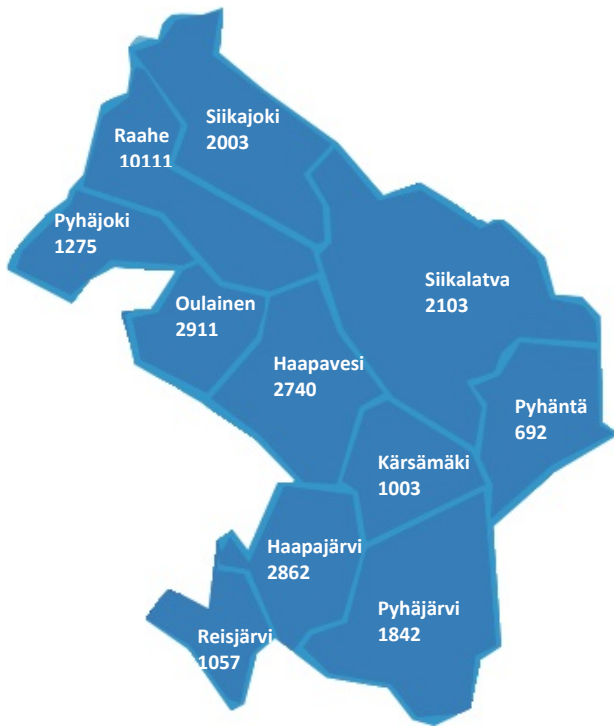 Siikajoki
2003
Raahe
10111
Pyhäjoki
1275
Siikalatva
2103
Oulainen
2911
Haapavesi
2740
Pyhäntä
692
Kärsämäki
1003
Haapajärvi
2862
Pyhäjärvi
1842
Reisjärvi
1057